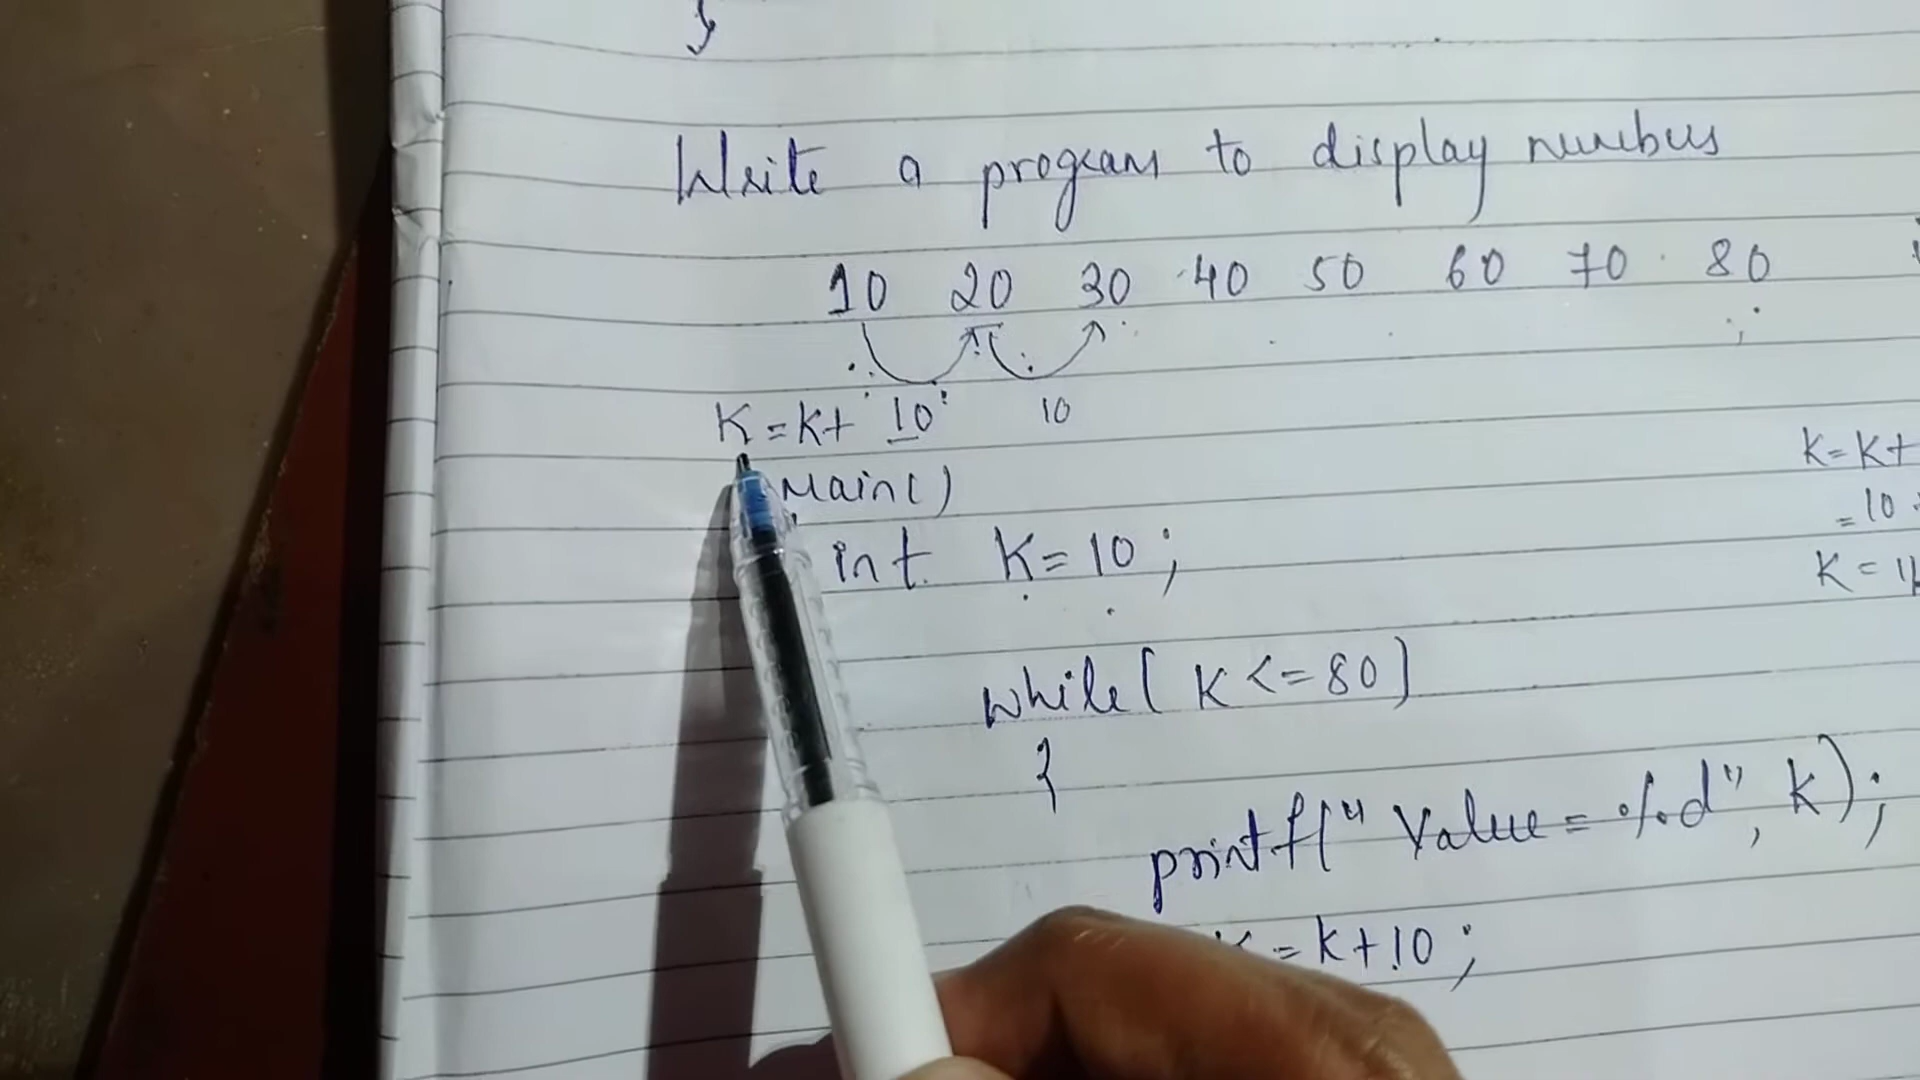 }
Write a program to display numbers
10 20 30 40 50 60 70 80
K=k+ 10 10
Main()
int K=10;
while( K<=80)
{
printf(" Value = %d", k);
= k+10;
K=K+
=10
K=11